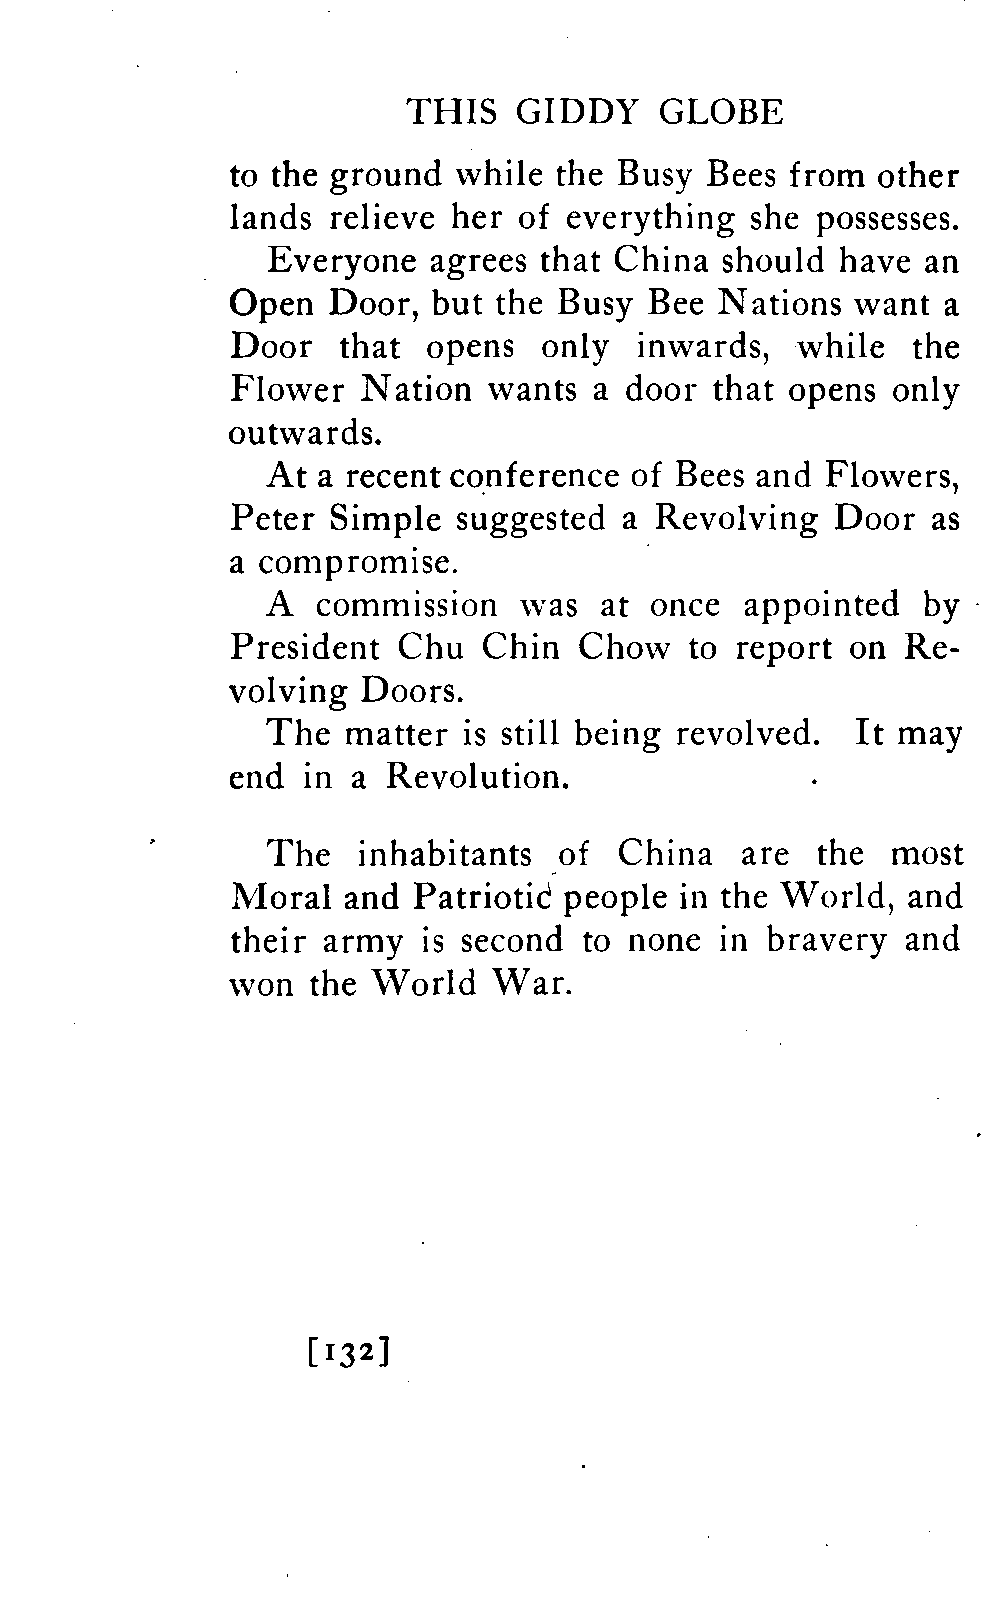 THIS GIDDY GLOBE
to the ground while the Busy Bees from other
lands relieve her of everything she possesses.
Everyone agrees that China should have an
Open Door, but the Busy Bee Nations want a
Door that opens only inwards, while the
Flower Nation wants a door that opens only
outwards.
At a recent conference of Bees and Flowers,
Peter Simple suggested a Revolving Door as
a compromise.
A commission was at once appointed by
President Chu Chin Chow to report on Re-
volving Doors.
The matter is still being revolved. It may
end in a Revolution.
The inhabitants of China are the most
Moral and Patriotic people in the World, and
their army is second to none in bravery and
won the World War.
[132]